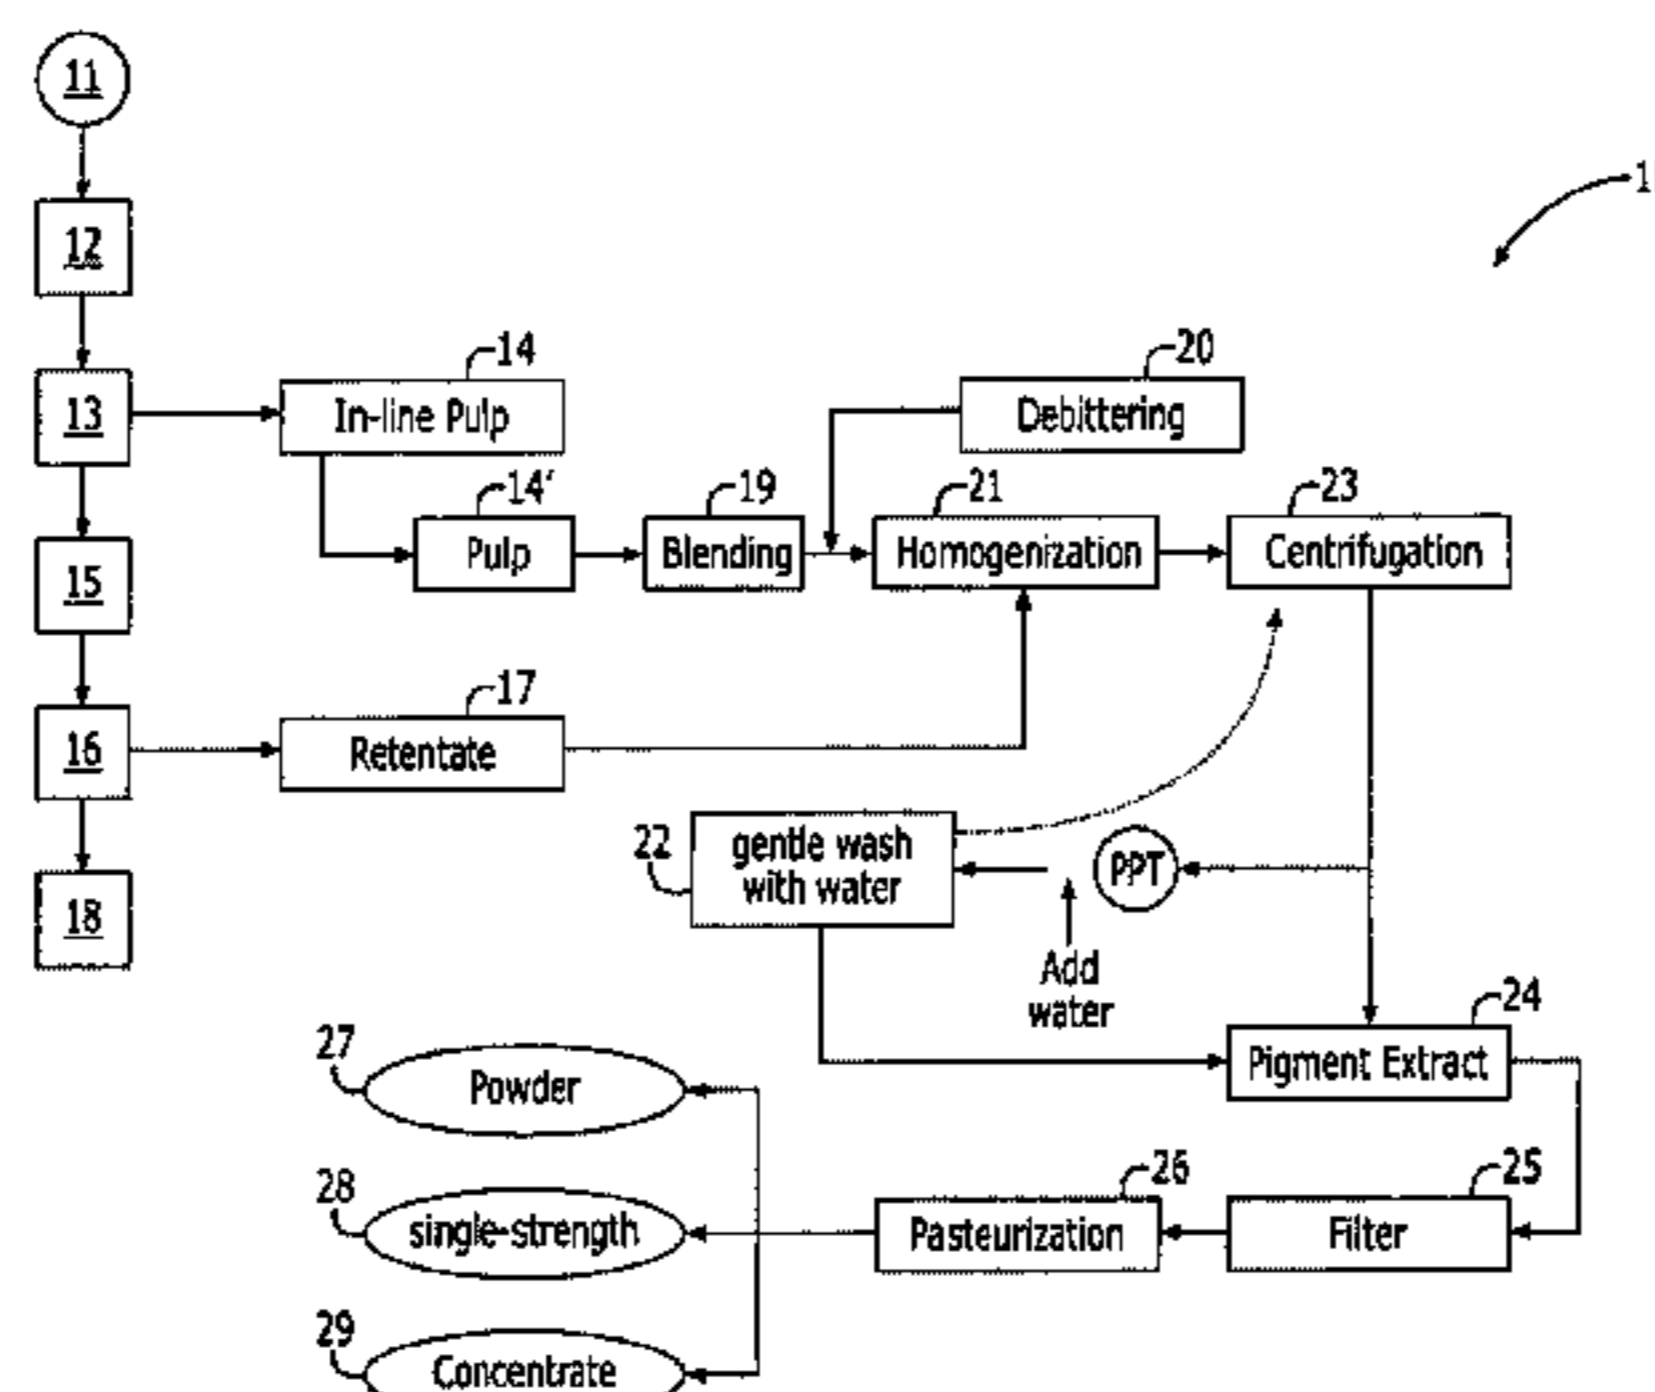 11
12
14
20
13
In-line Pulp
Debittering
14'
19
21
23
Pulp
Blending
Homogenization
Centrifugation
15
17
16
Retentate
22
gentle wash
with water
PPT
18
Add
water
24
27
Pigment Extract
Powder
26
25
28
single-strength
Pasteurization
Filter
29
Concentrate